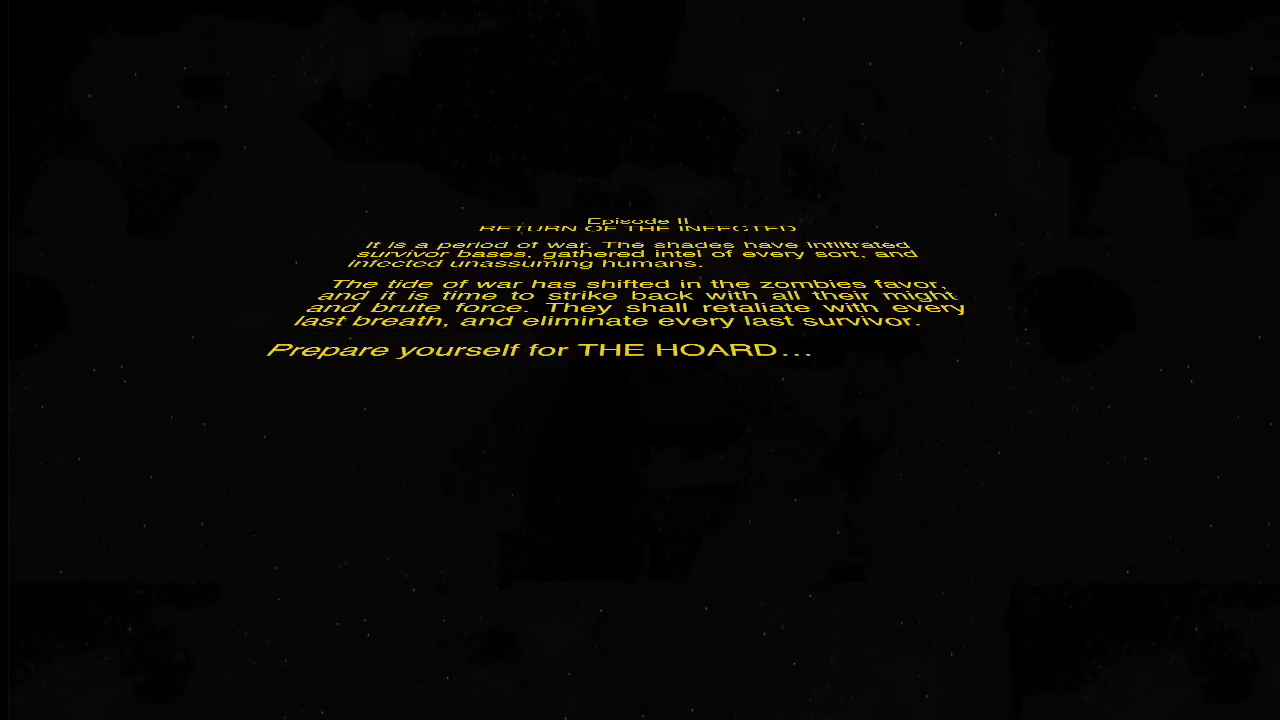 Episode II
RETURN OF THE INFECTED
It is a period of war. The shades have infiltrated
survivor bases, gathered intel of every sort, and
infected unassuming humans.
The tide of war has shifted in the zombies favor,
and it is time to strike back with all their might
and brute force. They shall retaliate with every
last breath, and eliminate every last survivor.
Prepare yourself for THE HOARD...